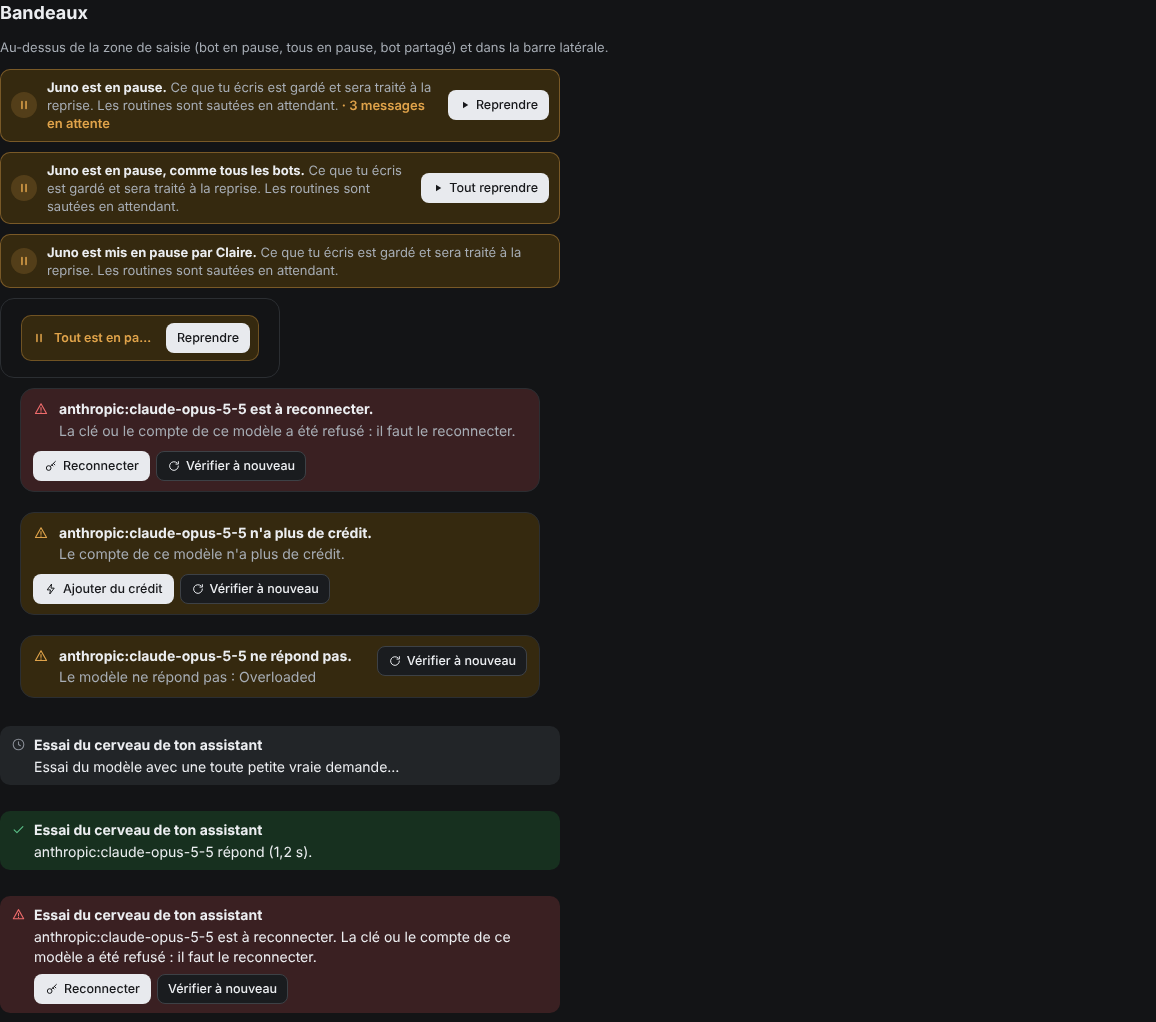 Bandeaux
Au-dessus de la zone de saisie (bot en pause, tous en pause, bot partagé) et dans la barre latérale.
Juno est en pause. Ce que tu écris est gardé et sera traité à la
reprise. Les routines sont sautées en attendant. · 3 messages
en attente
Reprendre
Juno est en pause, comme tous les bots. Ce que tu écris
est gardé et sera traité à la reprise. Les routines sont
sautées en attendant.
Tout reprendre
Juno est mis en pause par Claire. Ce que tu écris est gardé et sera traité à la
reprise. Les routines sont sautées en attendant.
Tout est en pa...
Reprendre
anthropic:claude-opus-5-5 est à reconnecter.
La clé ou le compte de ce modèle a été refusé : il faut le reconnecter.
Reconnecter
Vérifier à nouveau
anthropic:claude-opus-5-5 n'a plus de crédit.
Le compte de ce modèle n'a plus de crédit.
Ajouter du crédit
Vérifier à nouveau
anthropic:claude-opus-5-5 ne répond pas.
Le modèle ne répond pas : Overloaded
Vérifier à nouveau
Essai du cerveau de ton assistant
Essai du modèle avec une toute petite vraie demande...
Essai du cerveau de ton assistant
anthropic:claude-opus-5-5 répond (1,2 s).
Essai du cerveau de ton assistant
anthropic:claude-opus-5-5 est à reconnecter. La clé ou le compte de ce
modèle a été refusé : il faut le reconnecter.
Reconnecter
Vérifier à nouveau